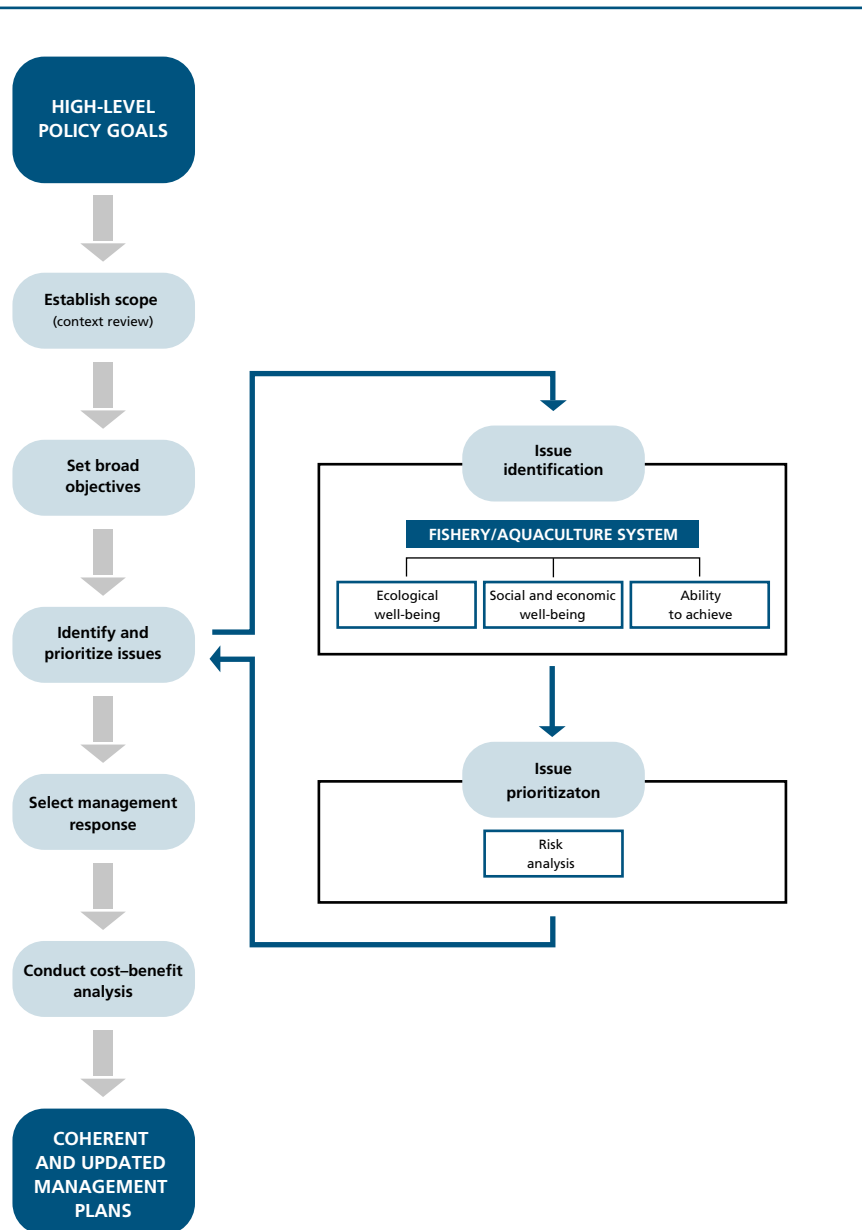 HIGH-LEVEL
POLICY GOALS
Establish scope
(context review)
Set broad
objectives
Identify and
prioritize issues
Select management
response
Conduct cost–benefit
analysis
COHERENT
AND UPDATED
MANAGEMENT
PLANS
Issue
identification
FISHERY/AQUACULTURE SYSTEM
Ecological
well-being
Social and economic
well-being
Ability
to achieve
Issue
prioritizaton
Risk
analysis